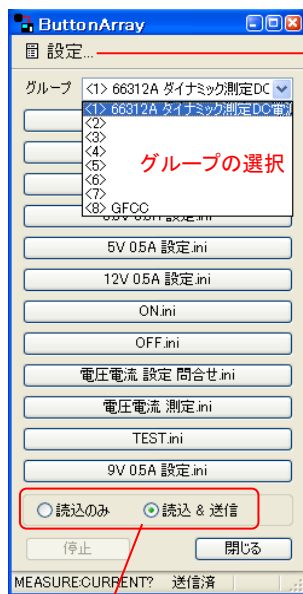 ButtonArray
設定...
グループ <1> 66312A ダイナミック測定DC
<1> 66312A ダイナミック測定DC電源
<2>
<3>
<4>
<5>
<6>
<7>
<8> GFCC
グループの選択
5V 0.5A 設定.ini
12V 0.5A 設定.ini
ON.ini
OFF.ini
電圧電流 設定 問合せ.ini
電圧電流 測定.ini
TEST.ini
9V 0.5A 設定.ini
読込のみ 読込 & 送信
停止 閉じる
MEASURE:CURRENT? 送信済